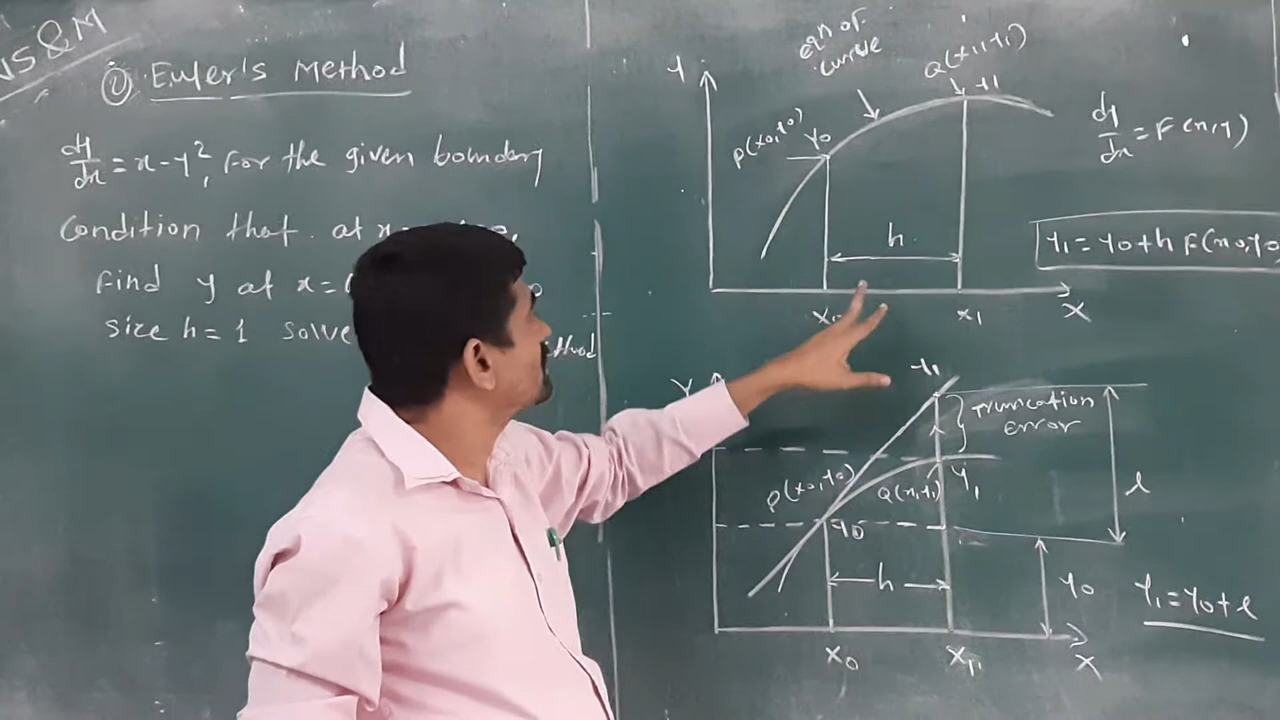 NS&M
① Euler's Method
dy/dx = x - y², For the given boundary
Condition that at x=
Find y at x=
size h = 1 solve
eqn of
curve
Y
Q(x1, y1)
y1
P(x0, y0)
y0
h
x1
X
dy/dx = F(x, y)
y1 = y0 + h F(x0, y0
Y
y1
Truncation
Error
P(x0, y0)
Q(x1, y1)
y1
y0
l
h
y0
y1 = y0 + l
x0
x1
X